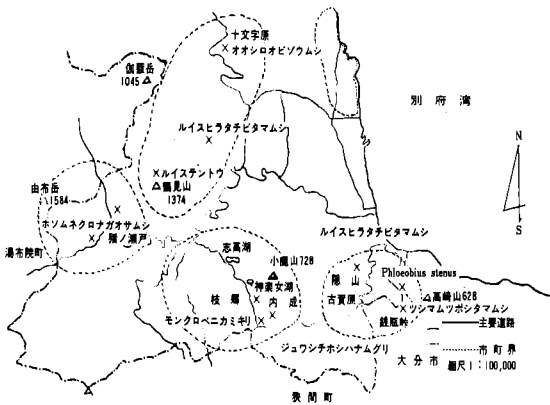 十文字原
オオシロオビゾウムシ
伽藍岳
1045
別府湾
ルイスヒラタチビタマムシ
ルイステントウ
鶴見山
1374
N
S
由布岳
1584
ホソムネクロナガオサムシ
猪ノ瀬戸
湯布院町
志高湖
小鹿山728
神楽女湖
枝郷
内成
モンクロベニカミキリ
ルイスヒラタチビタマムシ
隠山
Phloeobius stenus
古賀原
高崎山628
ツシマムツボシタマムシ
銭瓶峠
ジュウシチホシハナムグリ
大分市
主要道路
市町界
縮尺1:100,000
挾間町